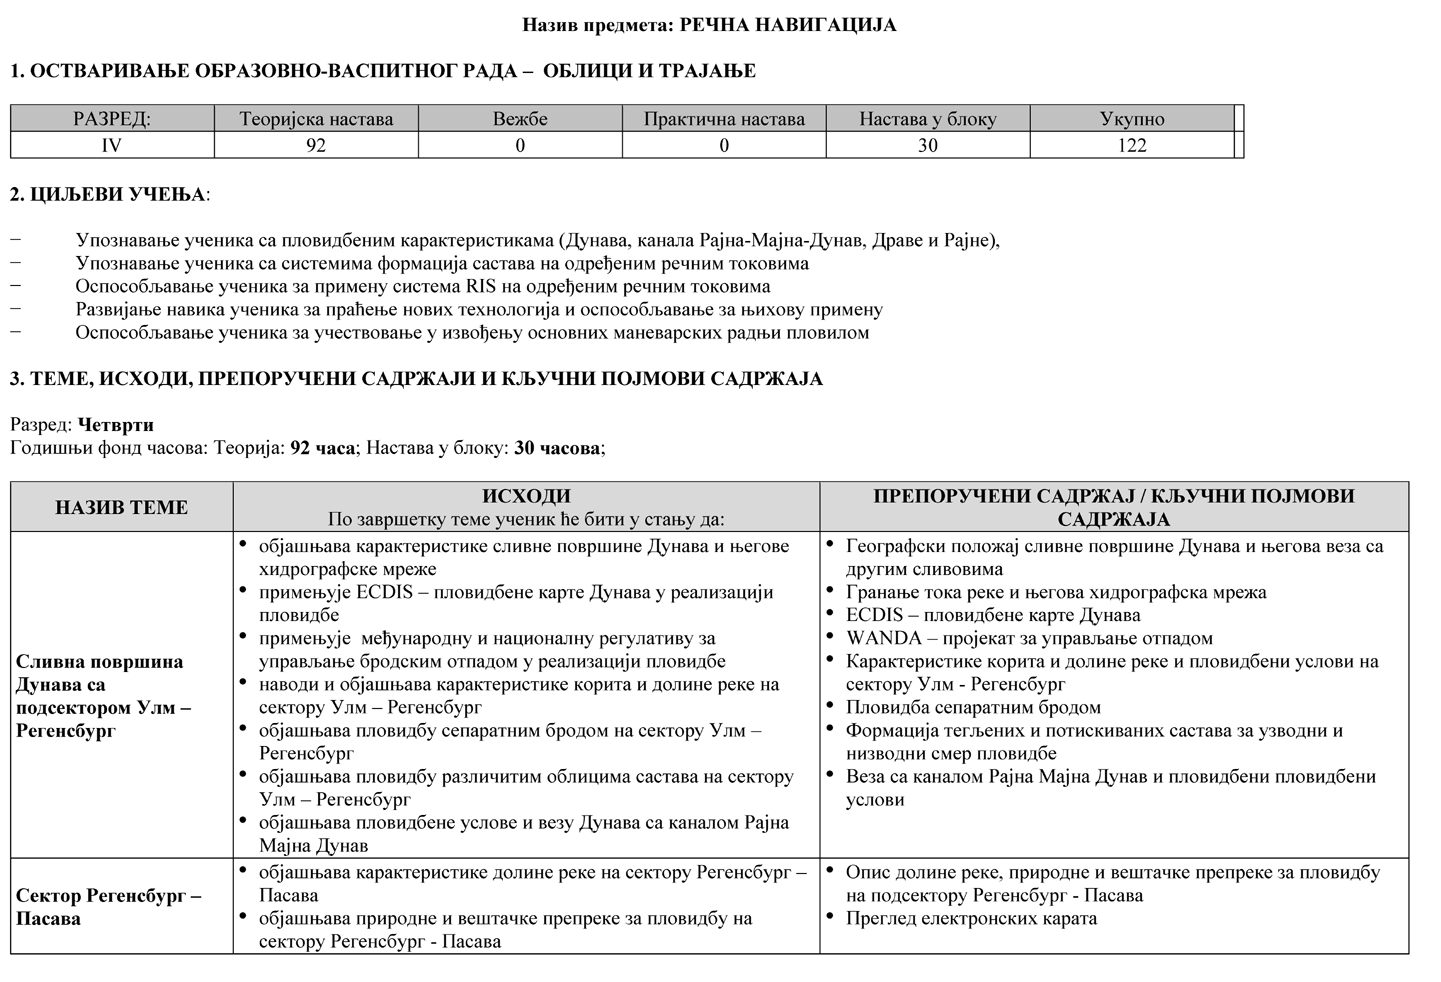 Назив предмета: РЕЧНА НАВИГАЦИЈА
1. ОСТВАРИВАЊЕ ОБРАЗОВНО-ВАСПИТНОГ РАДА – ОБЛИЦИ И ТРАЈАЊЕ
РАЗРЕД: Теоријска настава Вежбе Практична настава Настава у блоку Укупно
IV 92 0 0 30 122
2. ЦИЉЕВИ УЧЕЊА:
− Упознавање ученика са пловидбеним карактеристикама (Дунава, канала Рајна-Мајна-Дунав, Драве и Рајне),
− Упознавање ученика са системима формација састава на одређеним речним токовима
− Оспособљавање ученика за примену система RIS на одређеним речним токовима
− Развијање навика ученика за праћење нових технологија и оспособљавање за њихову примену
− Оспособљавање ученика за учествовање у извођењу основних маневарских радњи пловилом
3. ТЕМЕ, ИСХОДИ, ПРЕПОРУЧЕНИ САДРЖАЈИ И КЉУЧНИ ПОЈМОВИ САДРЖАЈА
Разред: Четврти
Годишњи фонд часова: Теорија: 92 часа; Настава у блоку: 30 часова;
НАЗИВ ТЕМЕ
ИСХОДИ
По завршетку теме ученик ће бити у стању да:
ПРЕПОРУЧЕНИ САДРЖАЈ / КЉУЧНИ ПОЈМОВИ
САДРЖАЈА
Сливна површина
Дунава са
подсектором Улм –
Регенсбург
• објашњава карактеристике сливне површине Дунава и његове
хидрографске мреже
• примењује ECDIS – пловидбене карте Дунава у реализацији
пловидбе
• примењује међународну и националну регулативу за
управљање бродским отпадом у реализацији пловидбе
• наводи и објашњава карактеристике корита и долине реке на
сектору Улм – Регенсбург
• објашњава пловидбу сепаратним бродом на сектору Улм –
Регенсбург
• објашњава пловидбу различитим облицима састава на сектору
Улм – Регенсбург
• објашњава пловидбене услове и везу Дунава са каналом Рајна
Мајна Дунав
• Географски положај сливне површине Дунава и његова веза са
другим сливовима
• Гранање тока реке и његова хидрографска мрежа
• ECDIS – пловидбене карте Дунава
• WANDA – пројекат за управљање отпадом
• Карактеристике корита и долине реке и пловидбени услови на
сектору Улм - Регенсбург
• Пловидба сепаратним бродом
• Формација тегљених и потискиваних састава за узводни и
низводни смер пловидбе
• Веза са каналом Рајна Мајна Дунав и пловидбени пловидбени
услови
Сектор Регенсбург –
Пасава
• објашњава карактеристике долине реке на сектору Регенсбург –
Пасава
• објашњава природне и вештачке препреке за пловидбу на
сектору Регенсбург - Пасава
• Опис долине реке, природне и вештачке препреке за пловидбу
на подсектору Регенсбург - Пасава
• Преглед електронских карата